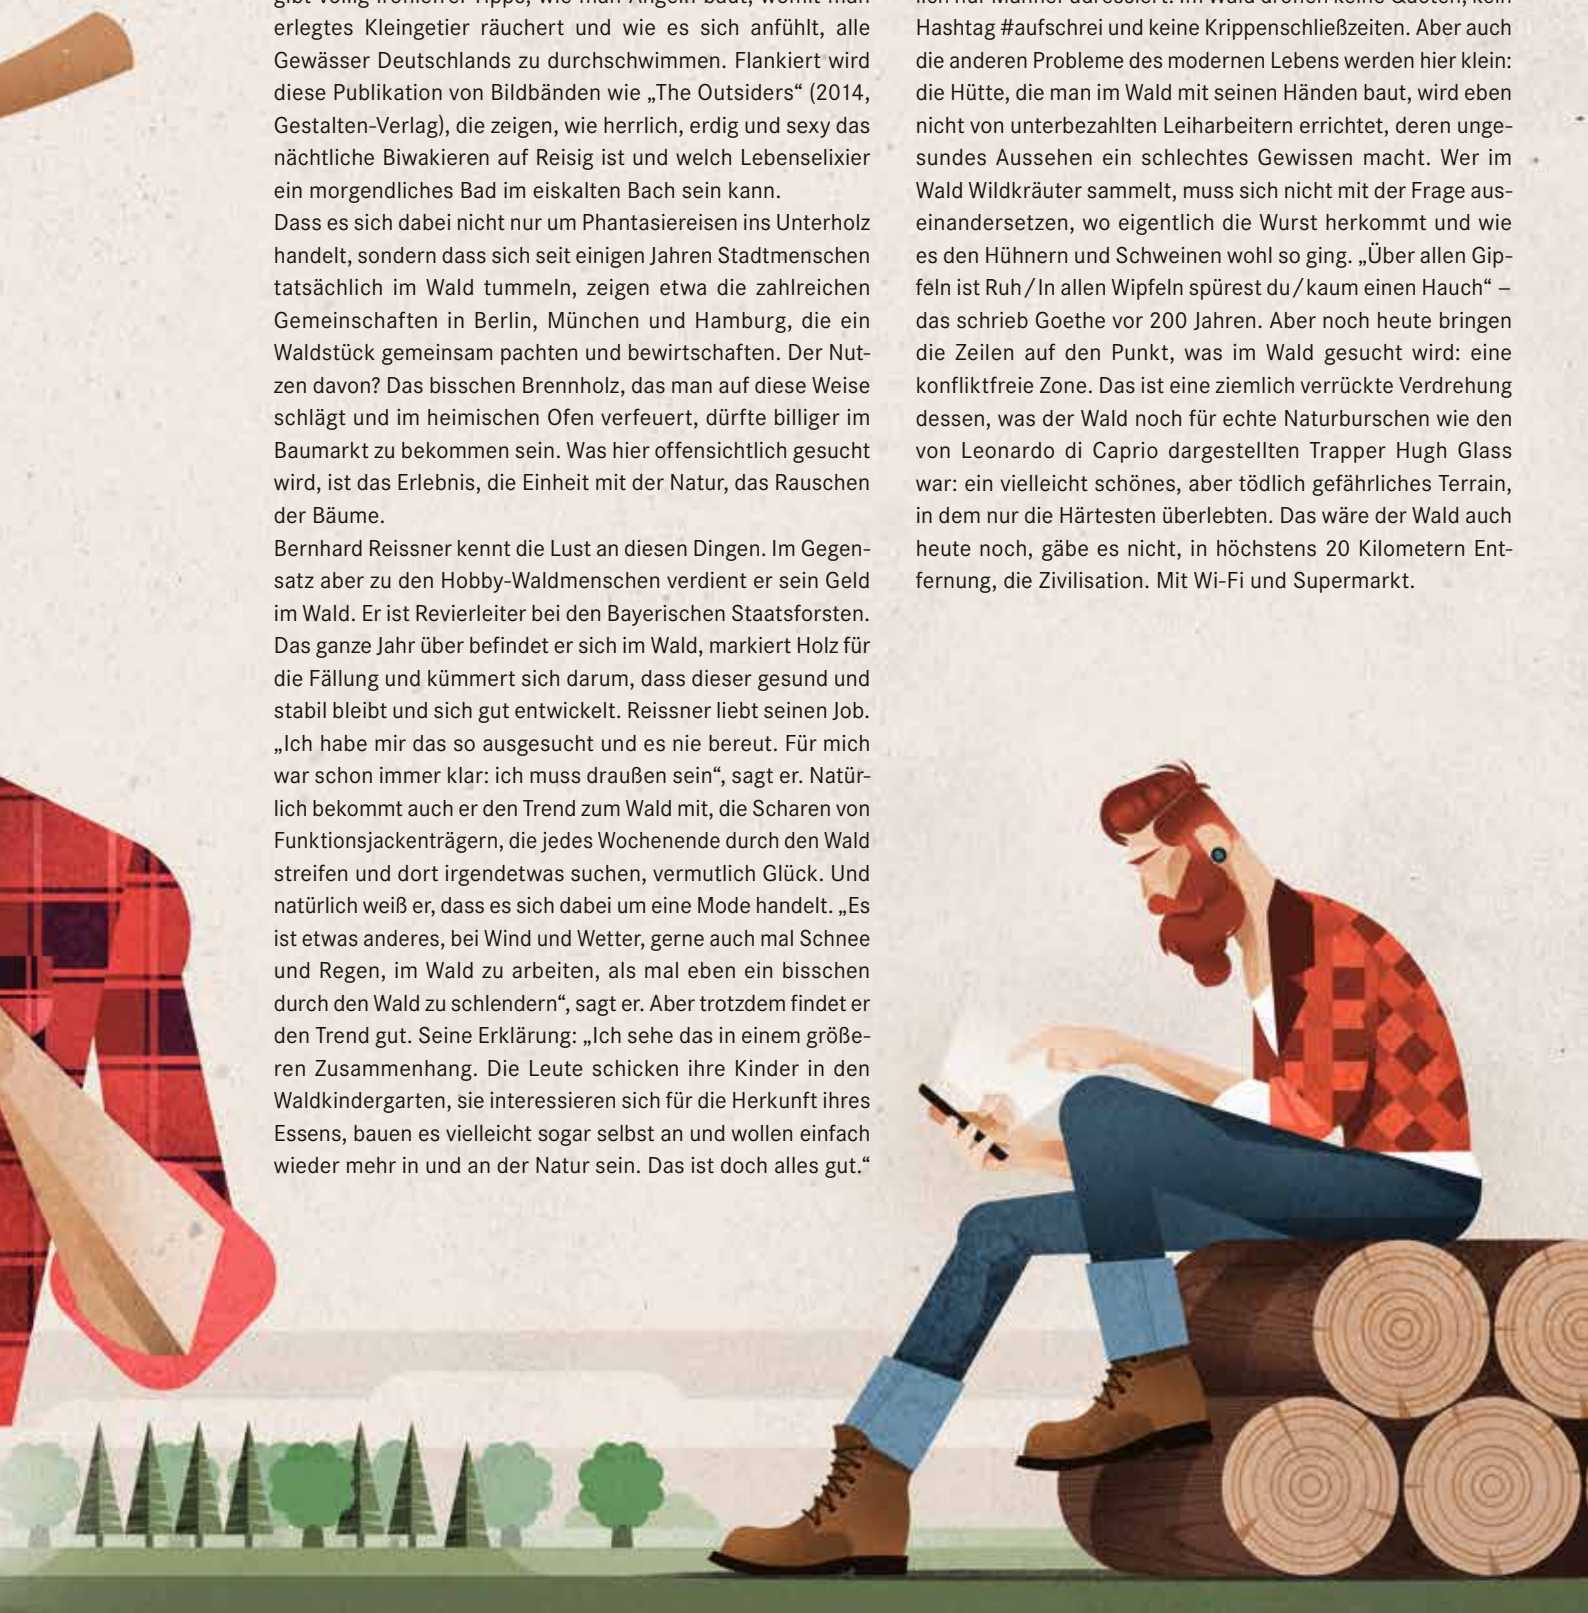 erlegtes Kleingetier räuchert und wie es sich anfühlt, alle
Gewässer Deutschlands zu durchschwimmen. Flankiert wird
diese Publikation von Bildbänden wie „The Outsiders“ (2014,
Gestalten-Verlag), die zeigen, wie herrlich, erdig und sexy das
nächtliche Biwakieren auf Reisig ist und welch Lebenselixier
ein morgendliches Bad im eiskalten Bach sein kann.
Dass es sich dabei nicht nur um Phantasiereisen ins Unterholz
handelt, sondern dass sich seit einigen Jahren Stadtmenschen
tatsächlich im Wald tummeln, zeigen etwa die zahlreichen
Gemeinschaften in Berlin, München und Hamburg, die ein
Waldstück gemeinsam pachten und bewirtschaften. Der Nut-
zen davon? Das bisschen Brennholz, das man auf diese Weise
schlägt und im heimischen Ofen verfeuert, dürfte billiger im
Baumarkt zu bekommen sein. Was hier offensichtlich gesucht
wird, ist das Erlebnis, die Einheit mit der Natur, das Rauschen
der Bäume.
Bernhard Reissner kennt die Lust an diesen Dingen. Im Gegen-
satz aber zu den Hobby-Waldmenschen verdient er sein Geld
im Wald. Er ist Revierleiter bei den Bayerischen Staatsforsten.
Das ganze Jahr über befindet er sich im Wald, markiert Holz für
die Fällung und kümmert sich darum, dass dieser gesund und
stabil bleibt und sich gut entwickelt. Reissner liebt seinen Job.
„Ich habe mir das so ausgesucht und es nie bereut. Für mich
war schon immer klar: ich muss draußen sein“, sagt er. Natür-
lich bekommt auch er den Trend zum Wald mit, die Scharen von
Funktionsjackenträgern, die jedes Wochenende durch den Wald
streifen und dort irgendetwas suchen, vermutlich Glück. Und
natürlich weiß er, dass es sich dabei um eine Mode handelt. „Es
ist etwas anderes, bei Wind und Wetter, gerne auch mal Schnee
und Regen, im Wald zu arbeiten, als mal eben ein bisschen
durch den Wald zu schlendern“, sagt er. Aber trotzdem findet er
den Trend gut. Seine Erklärung: „Ich sehe das in einem größe-
ren Zusammenhang. Die Leute schicken ihre Kinder in den
Waldkindergarten, sie interessieren sich für die Herkunft ihres
Essens, bauen es vielleicht sogar selbst an und wollen einfach
wieder mehr in und an der Natur sein. Das ist doch alles gut.“
Hashtag #aufschrei und keine Krippenschließzeiten. Aber auch
die anderen Probleme des modernen Lebens werden hier klein:
die Hütte, die man im Wald mit seinen Händen baut, wird eben
nicht von unterbezahlten Leiharbeitern errichtet, deren unge-
sundes Aussehen ein schlechtes Gewissen macht. Wer im
Wald Wildkräuter sammelt, muss sich nicht mit der Frage aus-
einandersetzen, wo eigentlich die Wurst herkommt und wie
es den Hühnern und Schweinen wohl so ging. „Über allen Gip-
feln ist Ruh/In allen Wipfeln spürest du/kaum einen Hauch“ –
das schrieb Goethe vor 200 Jahren. Aber noch heute bringen
die Zeilen auf den Punkt, was im Wald gesucht wird: eine
konfliktfreie Zone. Das ist eine ziemlich verrückte Verdrehung
dessen, was der Wald noch für echte Naturburschen wie den
von Leonardo di Caprio dargestellten Trapper Hugh Glass
war: ein vielleicht schönes, aber tödlich gefährliches Terrain,
in dem nur die Härtesten überlebten. Das wäre der Wald auch
heute noch, gäbe es nicht, in höchstens 20 Kilometern Ent-
fernung, die Zivilisation. Mit Wi-Fi und Supermarkt.